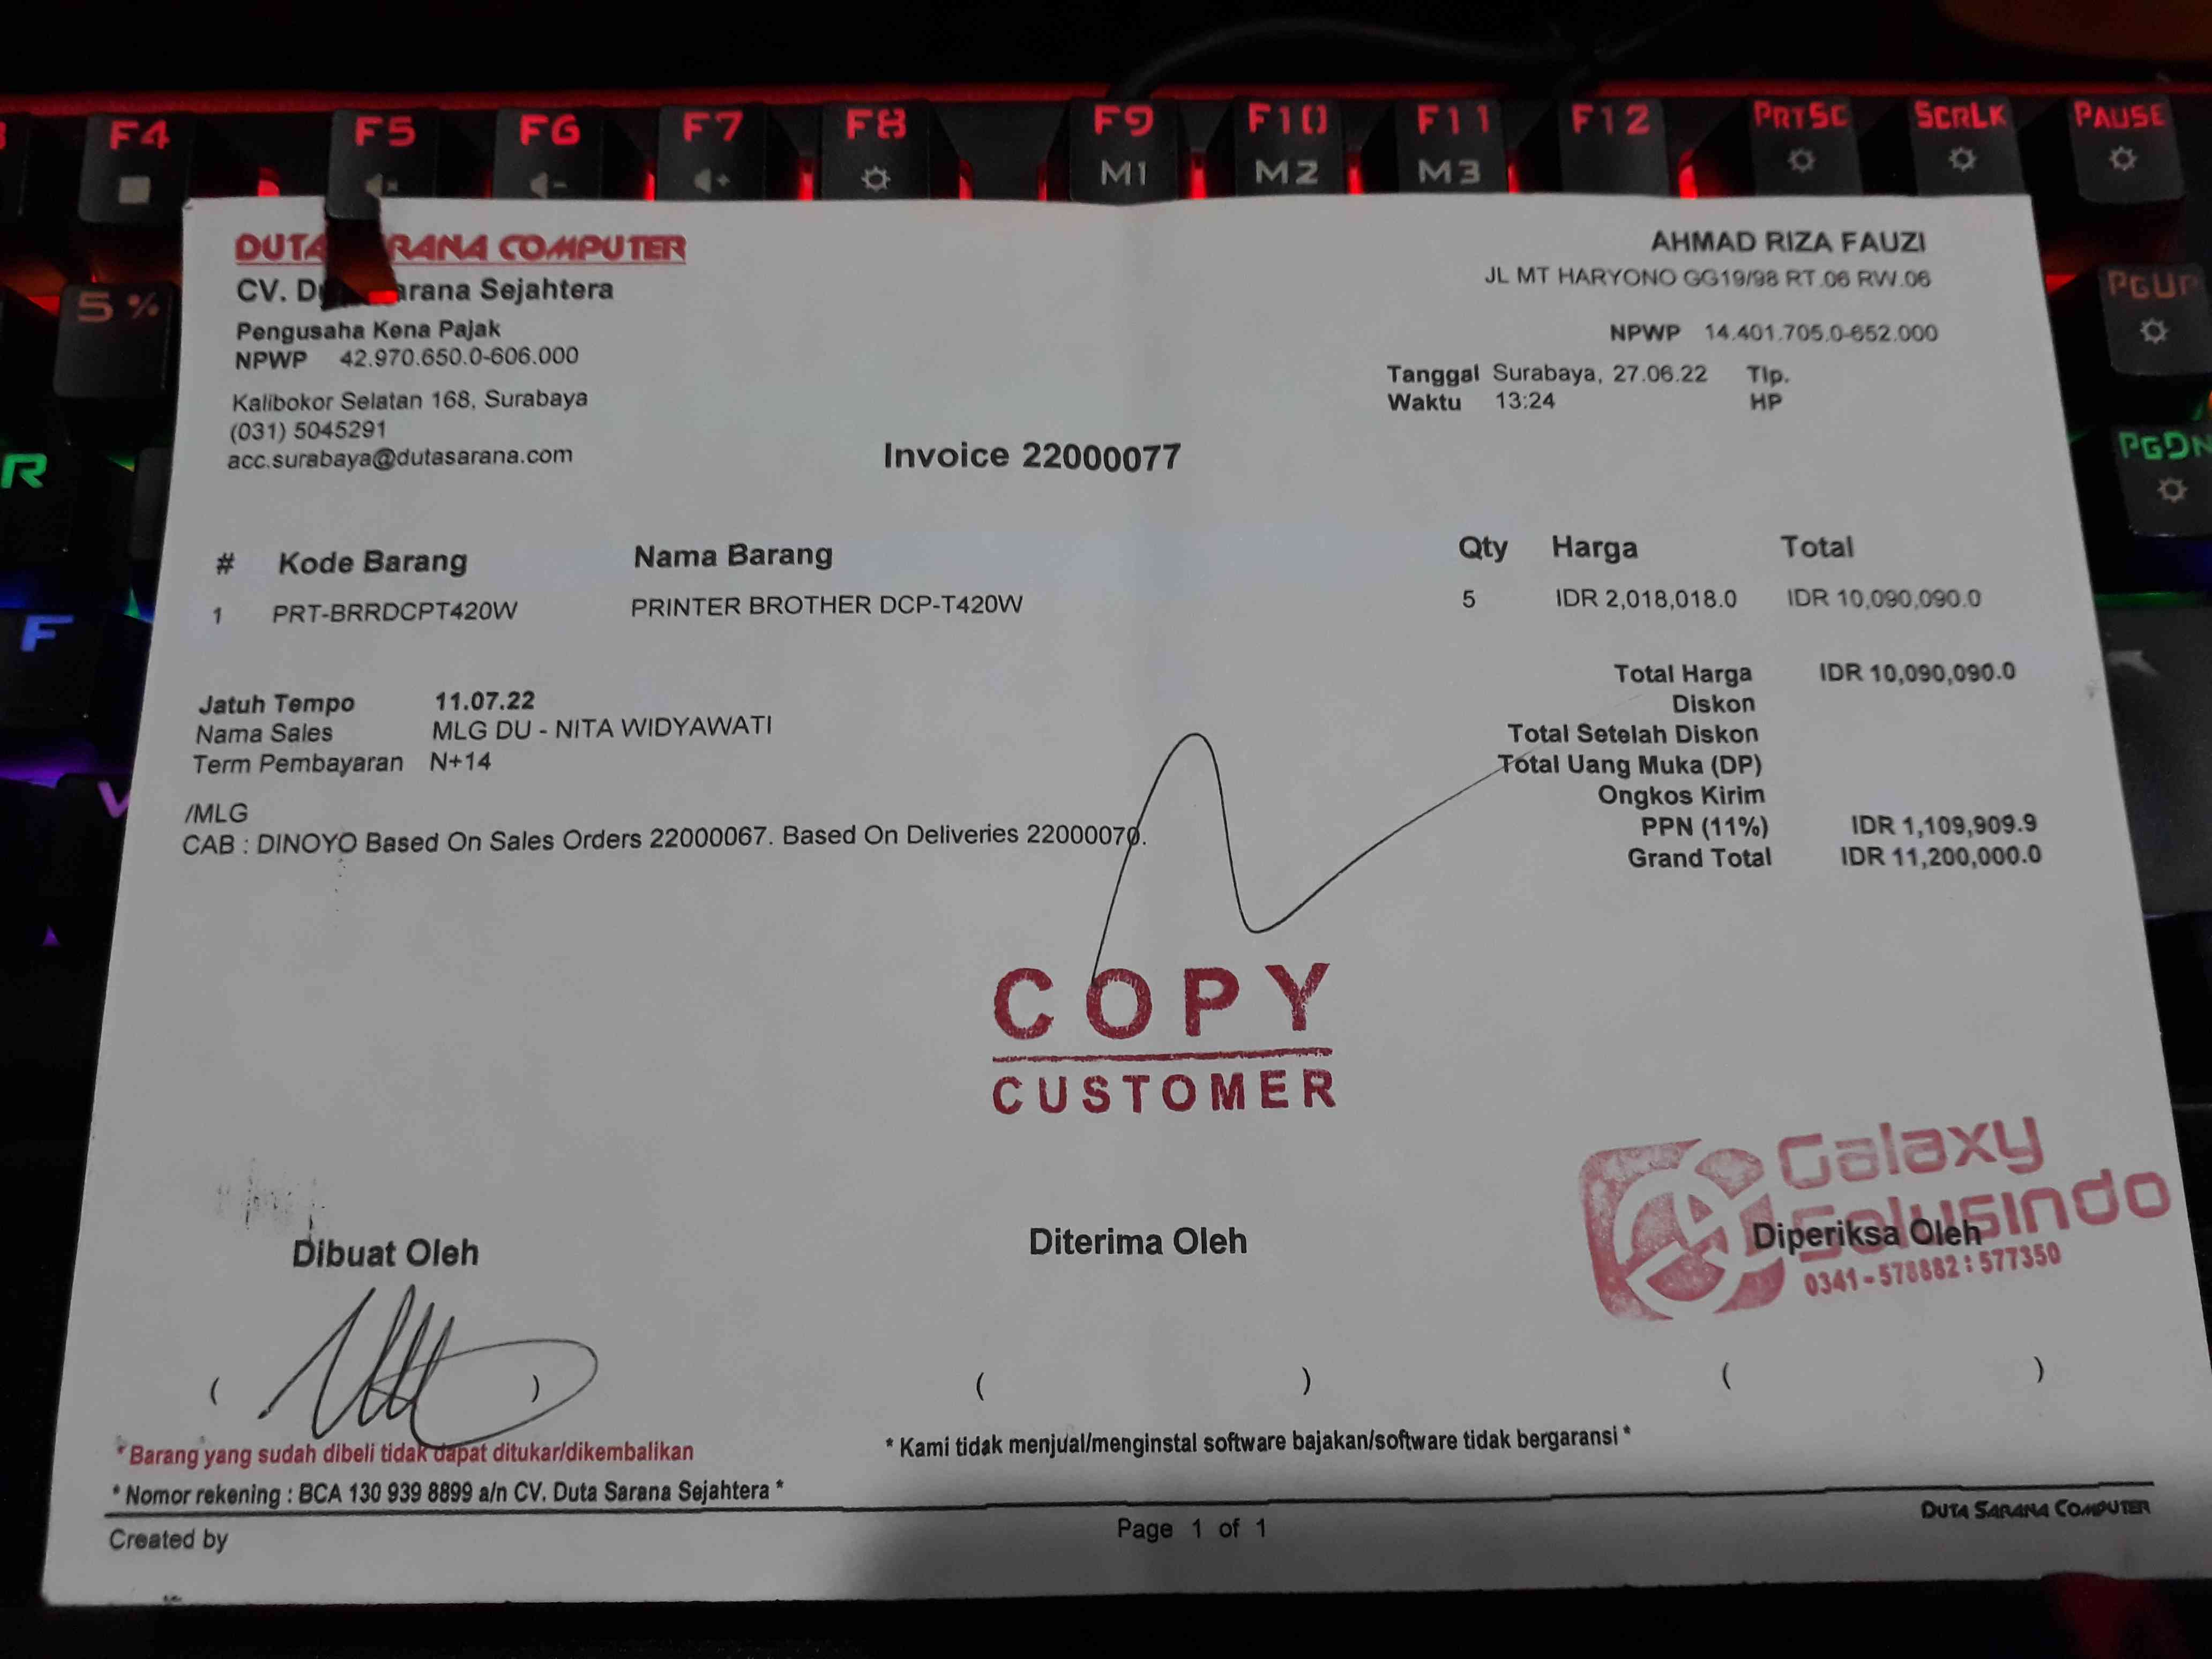 F4
F5
F6
F7
F8
F9
F10
F11
F12
PRTSC
SCRLK
PAUSE
M1
M2
M3
5 %
PGUP
PGDN
R
F
V
DUTA RANA COMPUTER
CV. D arana Sejahtera
Pengusaha Kena Pajak
NPWP 42.970.650.0-606.000
Kalibokor Selatan 168, Surabaya
(031) 5045291
acc.surabaya@dutasarana.com
AHMAD RIZA FAUZI
JL MT HARYONO GG19/98 RT.06 RW.06
NPWP 14.401.705.0-652.000
Tanggal Surabaya, 27.06.22 Tlp.
Waktu 13:24 HP
Invoice 22000077
# Kode Barang Nama Barang Qty Harga Total
1 PRT-BRRDCPT420W PRINTER BROTHER DCP-T420W 5 IDR 2,018,018.0 IDR 10,090,090.0
Total Harga IDR 10,090,090.0
Diskon
Total Setelah Diskon
Total Uang Muka (DP)
Ongkos Kirim
PPN (11%) IDR 1,109,909.9
Grand Total IDR 11,200,000.0
Jatuh Tempo 11.07.22
Nama Sales MLG DU - NITA WIDYAWATI
Term Pembayaran N+14
/MLG
CAB : DINOYO Based On Sales Orders 22000067. Based On Deliveries 22000070.
COPY
CUSTOMER
Galaxy
Solusindo
0341-578882 : 577350
Dibuat Oleh
Diterima Oleh
Diperiksa Oleh
( )
( )
( )
* Barang yang sudah dibeli tidak dapat ditukar/dikembalikan
* Kami tidak menjual/menginstal software bajakan/software tidak bergaransi *
* Nomor rekening : BCA 130 939 8899 a/n CV. Duta Sarana Sejahtera *
DUTA SARANA COMPUTER
Created by
Page 1 of 1